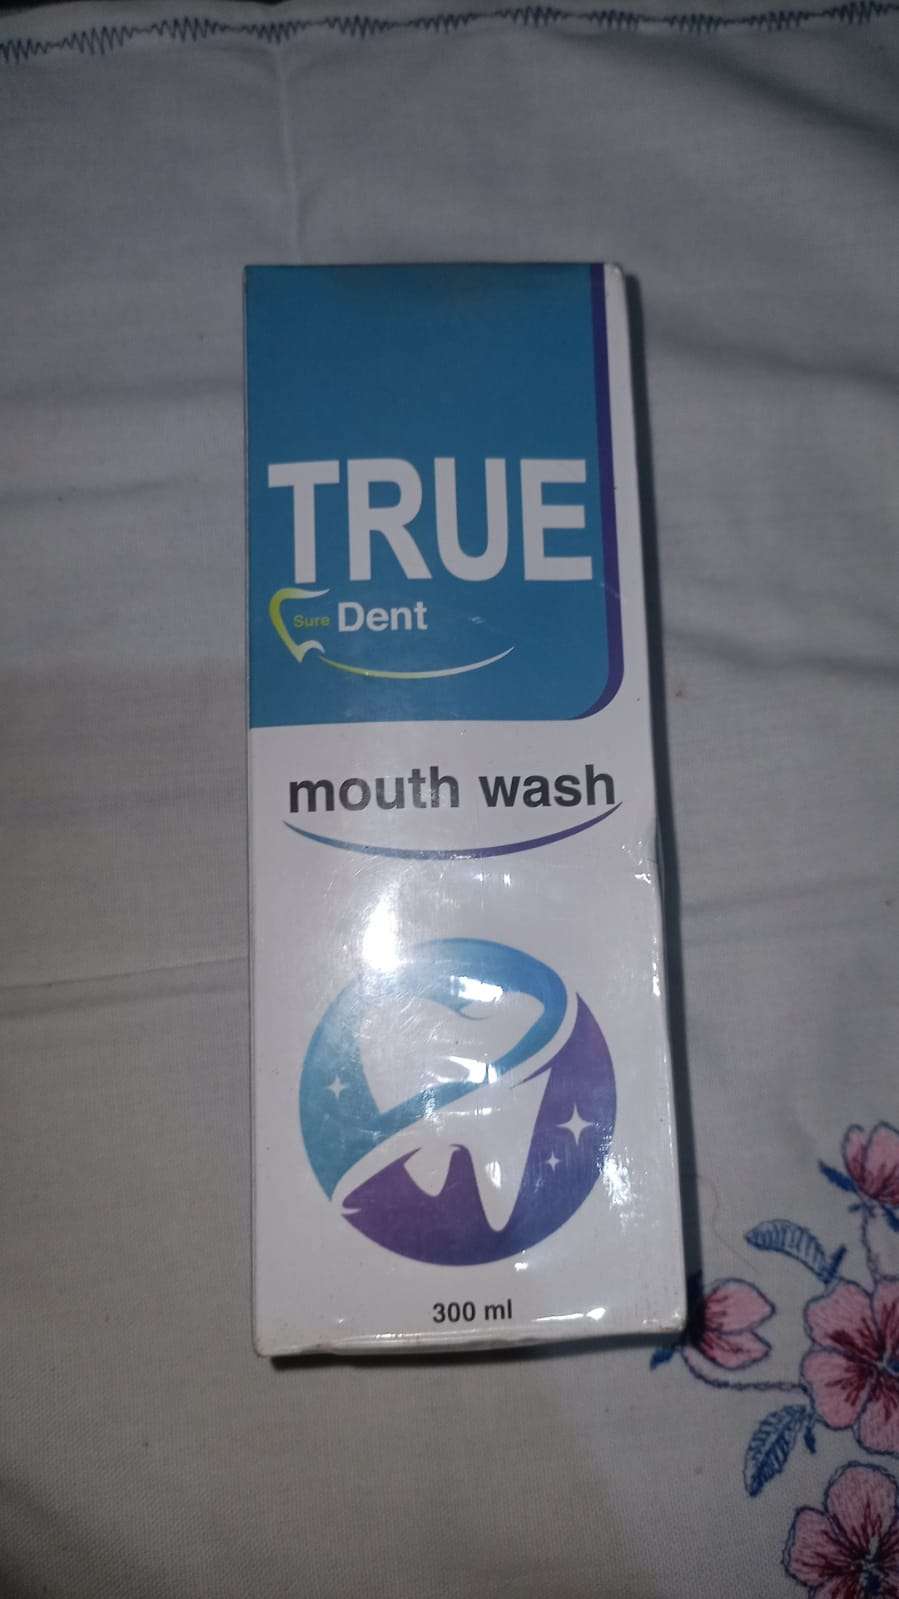 TRUE
Sure Dent
mouth wash
300 ml